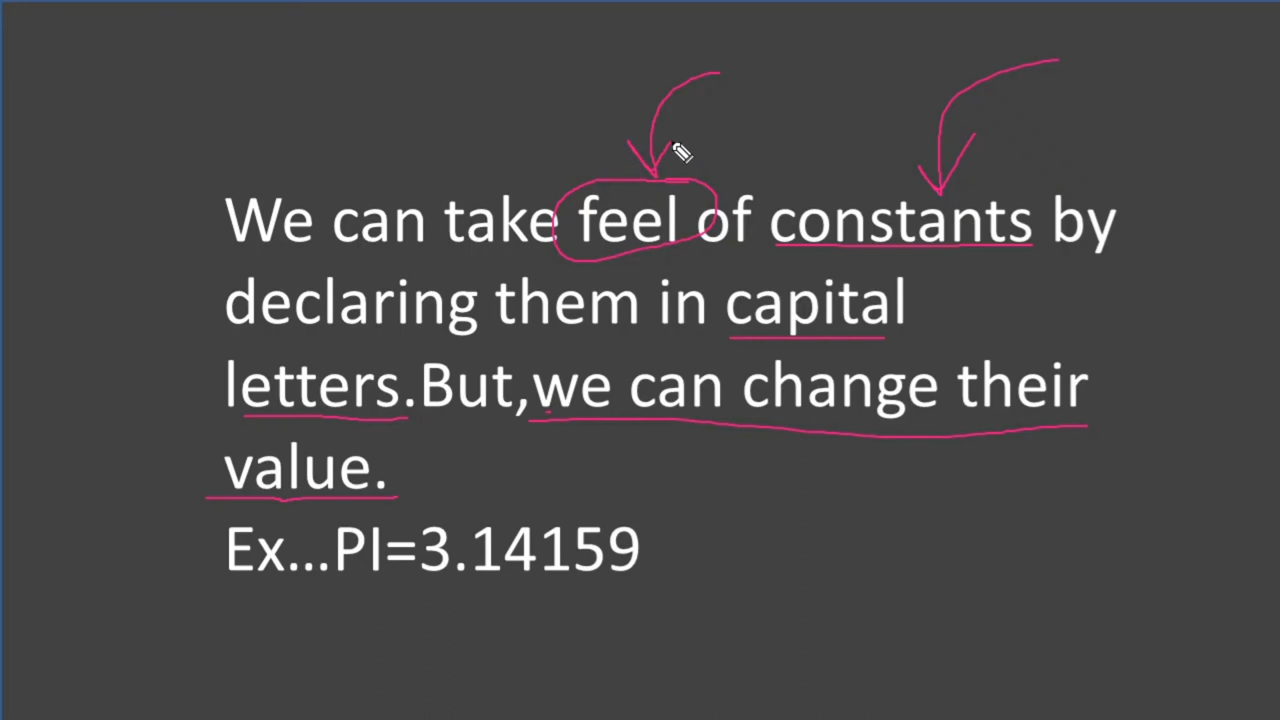 We can take feel of constants by
declaring them in capital
letters.But,we can change their
value.
Ex...PI=3.14159